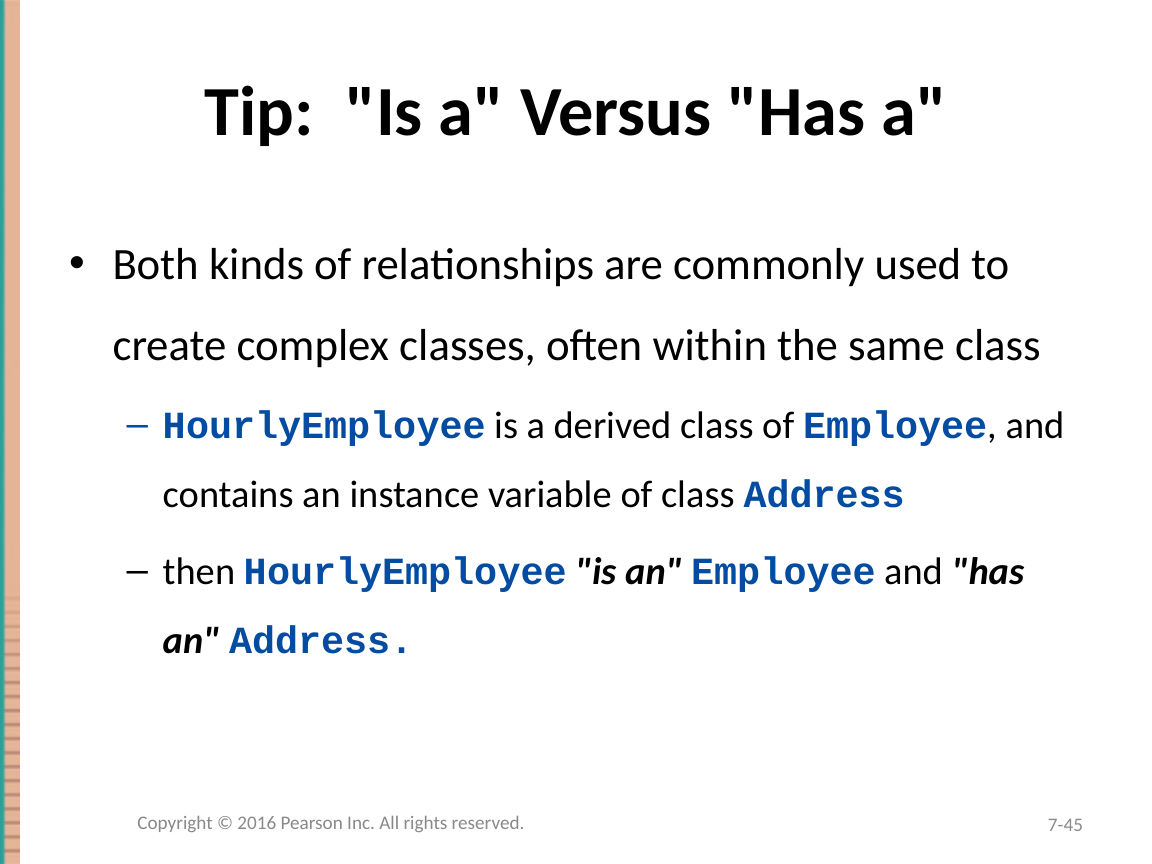 Tip:  "Is a" Versus "Has a"
• Both kinds of relationships are commonly used to
create complex classes, often within the same class
– HourlyEmployee is a derived class of Employee, and
contains an instance variable of class Address
– then HourlyEmployee "is an" Employee and "has
an" Address.
Copyright © 2016 Pearson Inc. All rights reserved.
7-45